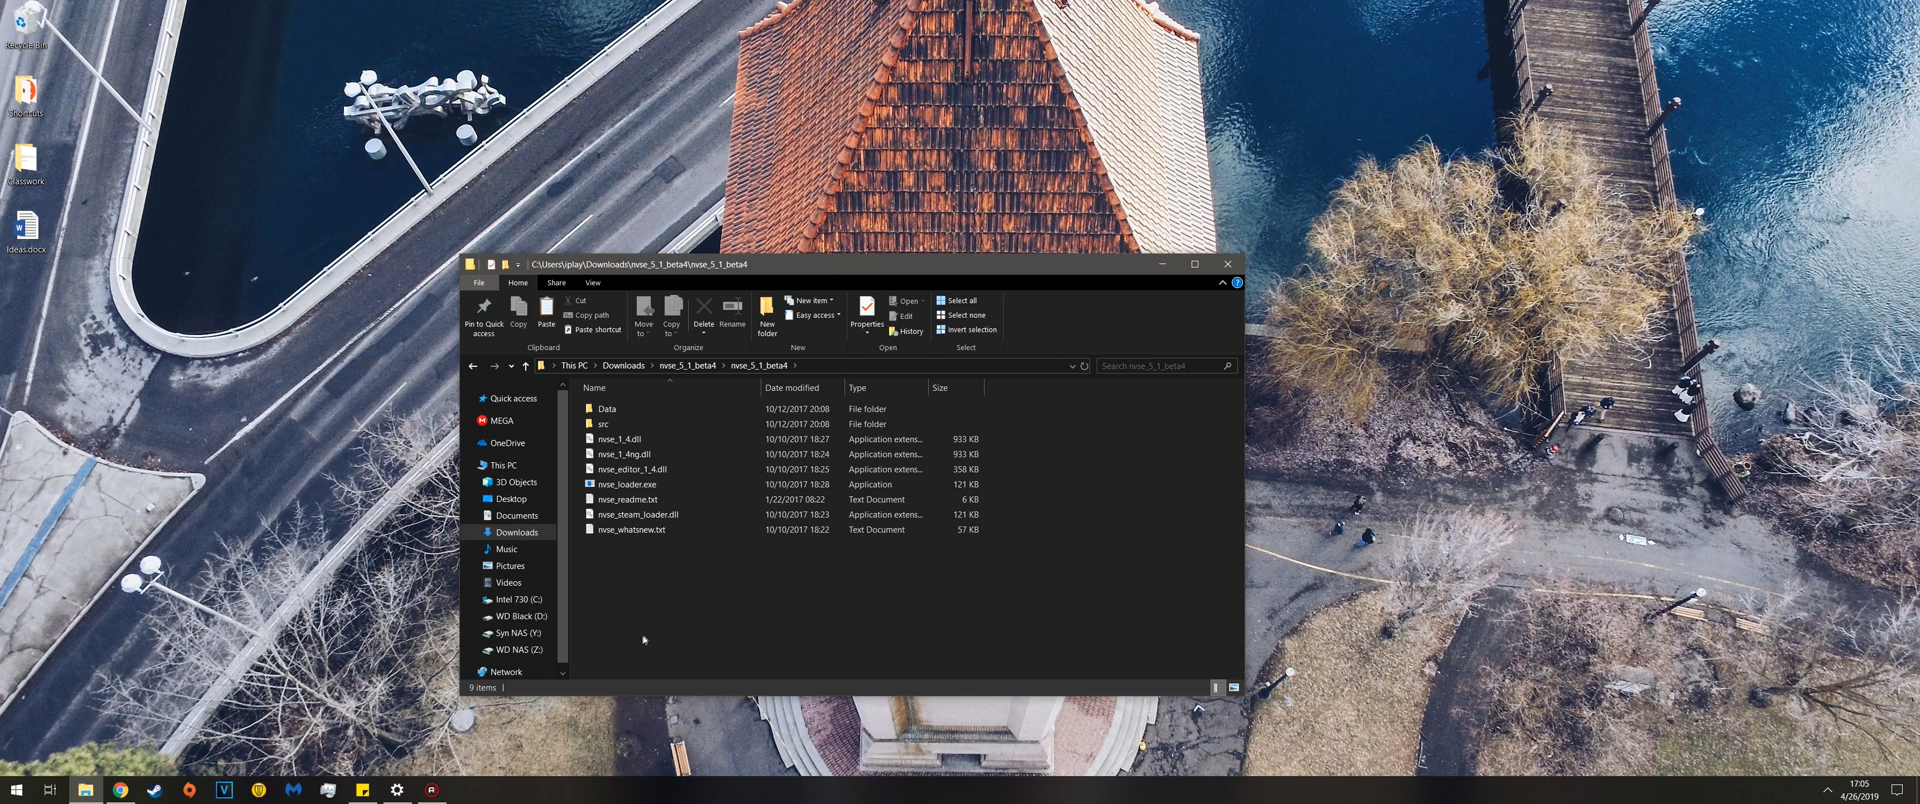 Recycle Bin
Shortcuts
Classwork
Ideas.docx
C:\Users\iplay\Downloads\nvse_5_1_beta4\nvse_5_1_beta4
File Home Share View
Pin to Quick access
Copy
Paste
Cut
Copy path
Paste shortcut
Clipboard
Move to
Copy to
Delete
Rename
Organize
New folder
New item
Easy access
New
Properties
Open
Edit
History
Open
Select all
Select none
Invert selection
Select
This PC > Downloads > nvse_5_1_beta4 > nvse_5_1_beta4 >
Search nvse_5_1_beta4
Quick access
MEGA
OneDrive
This PC
3D Objects
Desktop
Documents
Downloads
Music
Pictures
Videos
Intel 730 (C:)
WD Black (D:)
Syn NAS (Y:)
WD NAS (Z:)
Network
Name Date modified Type Size
Data 10/12/2017 20:08 File folder
src 10/12/2017 20:08 File folder
nvse_1_4.dll 10/10/2017 18:27 Application extens... 933 KB
nvse_1_4ng.dll 10/10/2017 18:24 Application extens... 933 KB
nvse_editor_1_4.dll 10/10/2017 18:25 Application extens... 358 KB
nvse_loader.exe 10/10/2017 18:28 Application 121 KB
nvse_readme.txt 1/22/2017 08:22 Text Document 6 KB
nvse_steam_loader.dll 10/10/2017 18:23 Application extens... 121 KB
nvse_whatsnew.txt 10/10/2017 18:22 Text Document 57 KB
9 items
17:05
4/26/2019